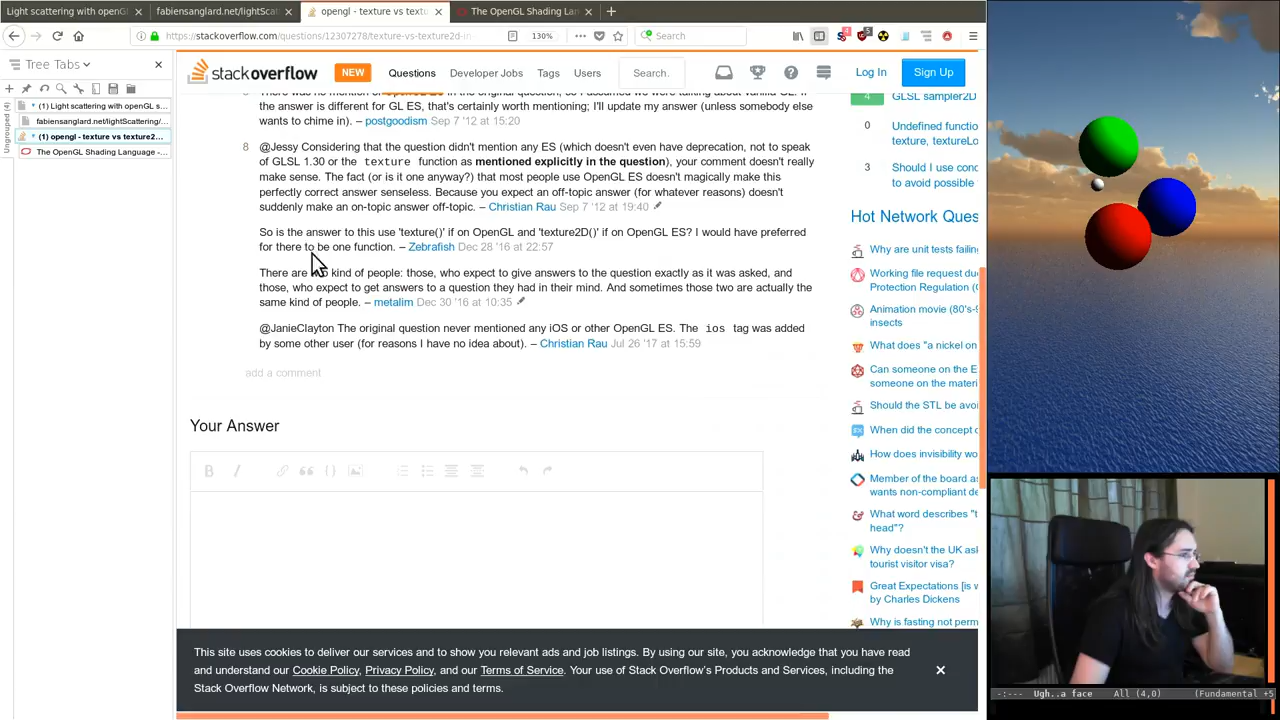 Light scattering with openGl
fabiensanglard.net/lightScat
opengl - texture vs textu
The OpenGL Shading Lan
https://stackoverflow.com/questions/12307278/texture-vs-texture2d-in-
130%
Search
Tree Tabs
(1) Light scattering with openGL s...
fabiensanglard.net/lightScattering/...
(1) opengl - texture vs texture2...
The OpenGL Shading Language -...
Ungrouped (4)
stackoverflow
NEW
Questions
Developer Jobs
Tags
Users
Search.
Log In
Sign Up
the answer is different for GL ES, that's certainly worth mentioning; I'll update my answer (unless somebody else
wants to chime in). – postgoodism Sep 7 '12 at 15:20
8
@Jessy Considering that the question didn't mention any ES (which doesn't even have deprecation, not to speak
of GLSL 1.30 or the texture function as mentioned explicitly in the question), your comment doesn't really
make sense. The fact (or is it one anyway?) that most people use OpenGL ES doesn't magically make this
perfectly correct answer senseless. Because you expect an off-topic answer (for whatever reasons) doesn't
suddenly make an on-topic answer off-topic. – Christian Rau Sep 7 '12 at 19:40
So is the answer to this use 'texture()' if on OpenGL and 'texture2D()' if on OpenGL ES? I would have preferred
for there to be one function. – Zebrafish Dec 28 '16 at 22:57
There are kind of people: those, who expect to give answers to the question exactly as it was asked, and
those, who expect to get answers to a question they had in their mind. And sometimes those two are actually the
same kind of people. – metalim Dec 30 '16 at 10:35
@JanieClayton The original question never mentioned any iOS or other OpenGL ES. The ios tag was added
by some other user (for reasons I have no idea about). – Christian Rau Jul 26 '17 at 15:59
add a comment
Your Answer
4
GLSL sampler2D
0
Undefined functio
texture, textureLo
3
Should I use conc
to avoid possible
Hot Network Ques
Why are unit tests failing
Working file request due
Protection Regulation (G
Animation movie (80's-9
insects
What does "a nickel on
Can someone on the E
someone on the materi
Should the STL be avoi
When did the concept o
How does invisibility wo
Member of the board as
wants non-compliant de
What word describes "t
head"?
Why doesn't the UK ask
tourist visitor visa?
Great Expectations [is v
by Charles Dickens
Why is fasting not perm
This site uses cookies to deliver our services and to show you relevant ads and job listings. By using our site, you acknowledge that you have read
and understand our Cookie Policy, Privacy Policy, and our Terms of Service. Your use of Stack Overflow's Products and Services, including the
Stack Overflow Network, is subject to these policies and terms.
-:--- Ugh..a face All (4,0) (Fundamental +5